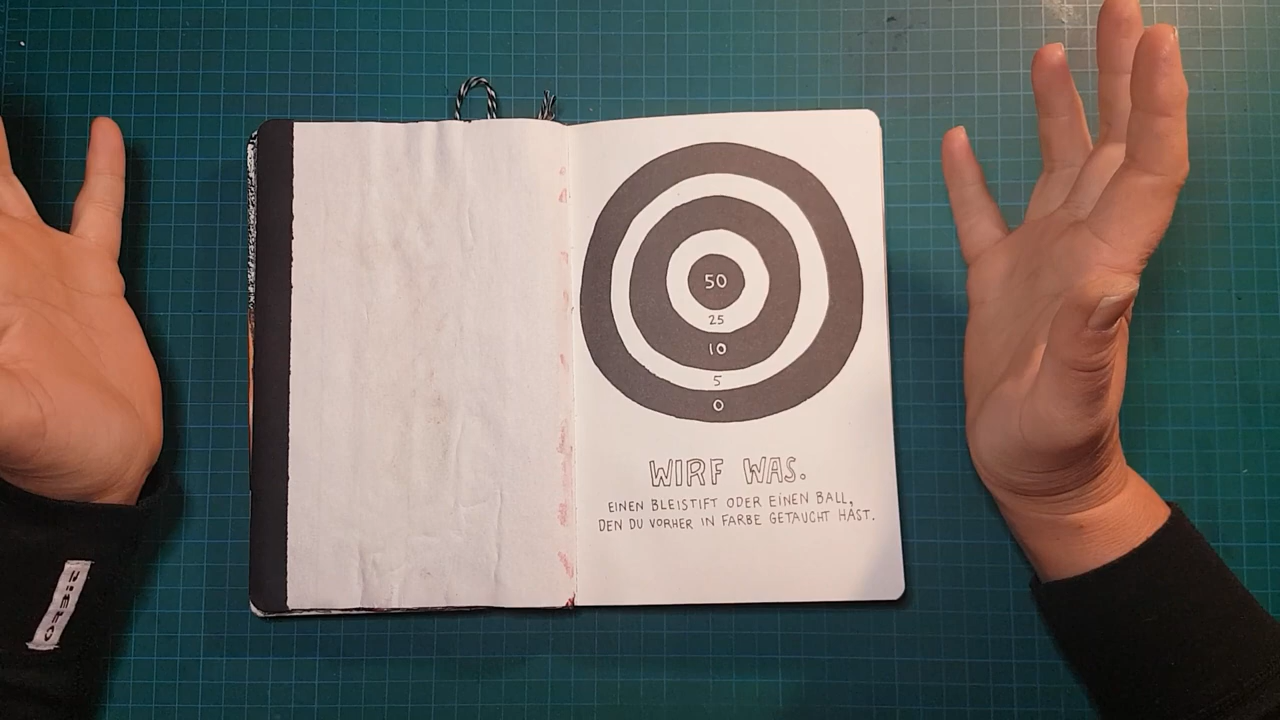 50
25
10
5
0
WIRF WAS.
EINEN BLEISTIFT ODER EINEN BALL,
DEN DU VORHER IN FARBE GETAUCHT HAST.